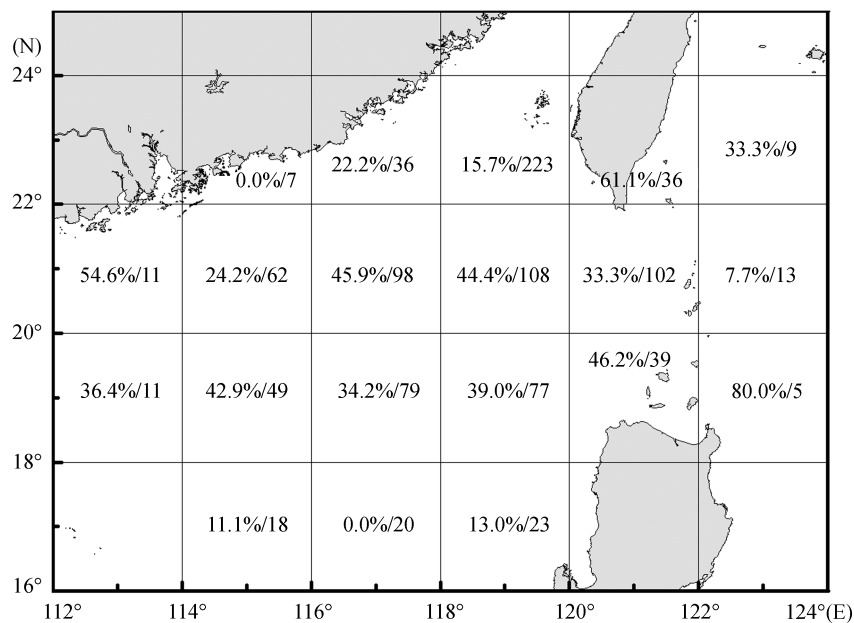 (N)
24°
33.3%/9
22.2%/36 15.7%/223
0.0%/7 61.1%/36
22°
54.6%/11 24.2%/62 45.9%/98 44.4%/108 33.3%/102 7.7%/13
20°
46.2%/39
36.4%/11 42.9%/49 34.2%/79 39.0%/77 80.0%/5
18°
11.1%/18 0.0%/20 13.0%/23
16°
112° 114° 116° 118° 120° 122° 124°(E)